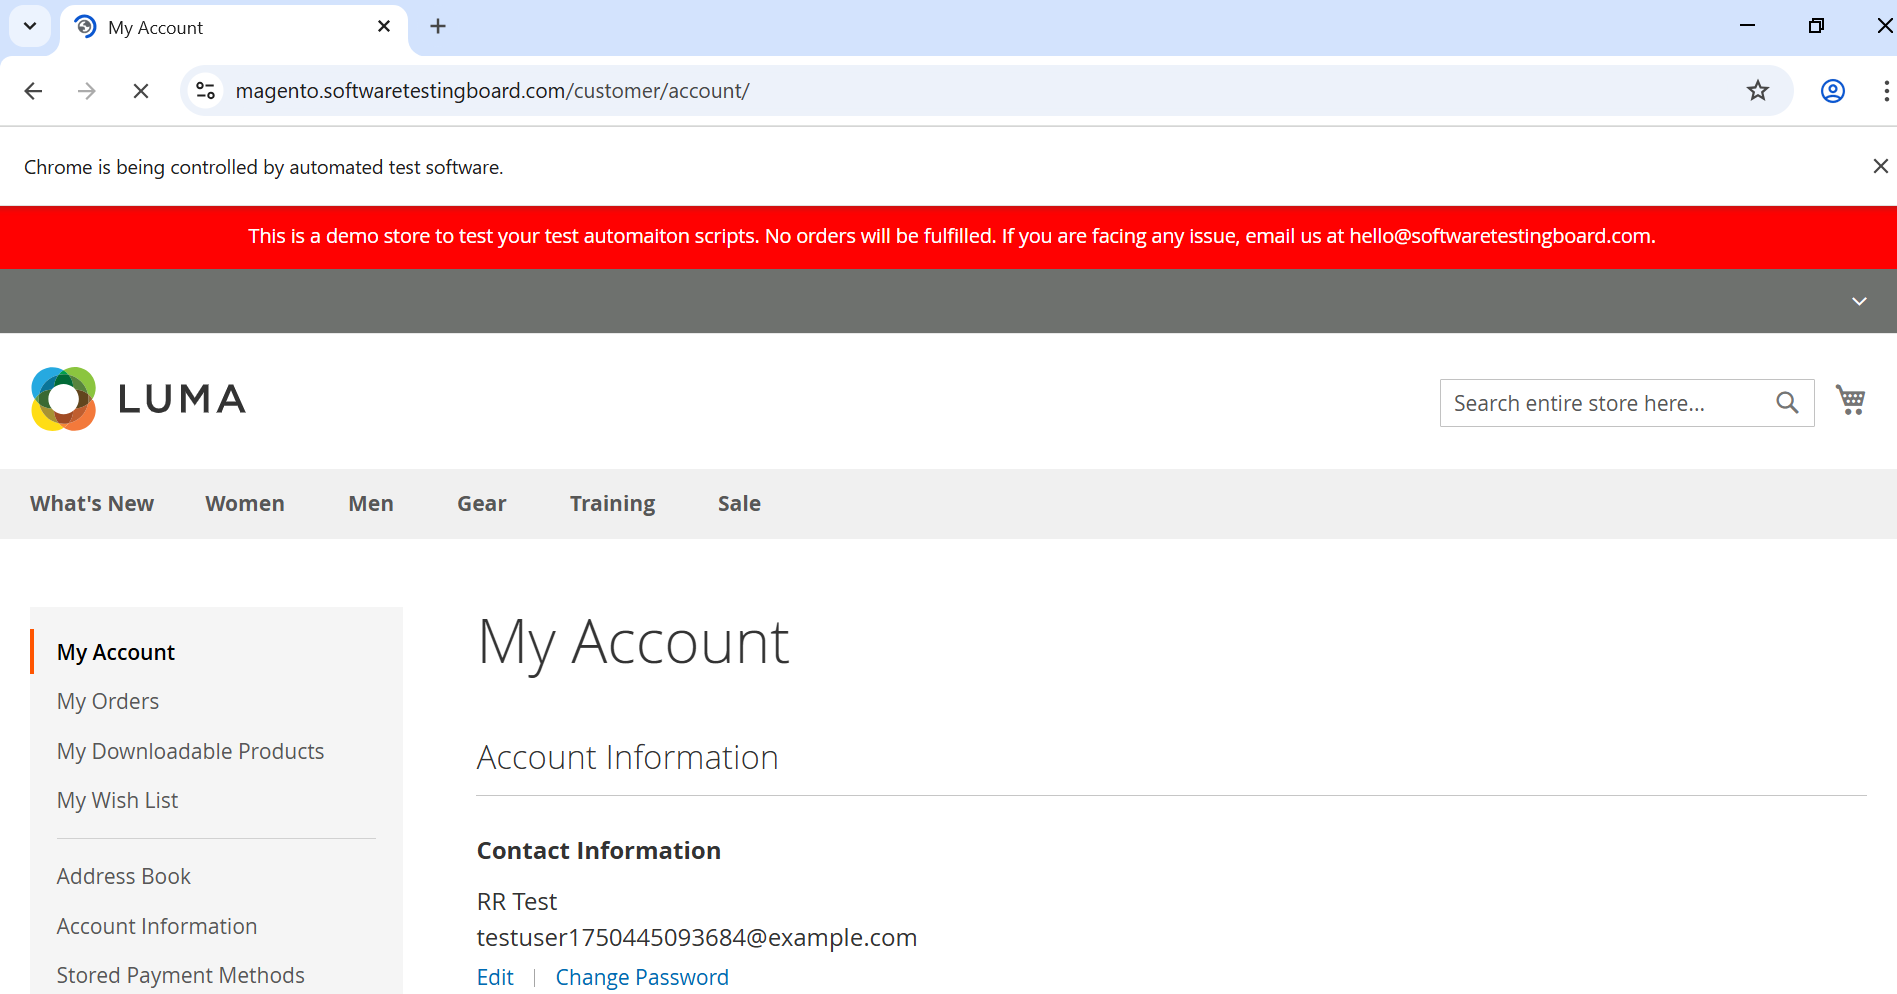 My Account
magento.softwaretestingboard.com/customer/account/
Chrome is being controlled by automated test software.
This is a demo store to test your test automaiton scripts. No orders will be fulfilled. If you are facing any issue, email us at hello@softwaretestingboard.com.
LUMA
Search entire store here...
What's New Women Men Gear Training Sale
My Account
My Orders
My Downloadable Products
My Wish List
Address Book
Account Information
Stored Payment Methods
My Account
Account Information
Contact Information
RR Test
testuser1750445093684@example.com
Edit | Change Password